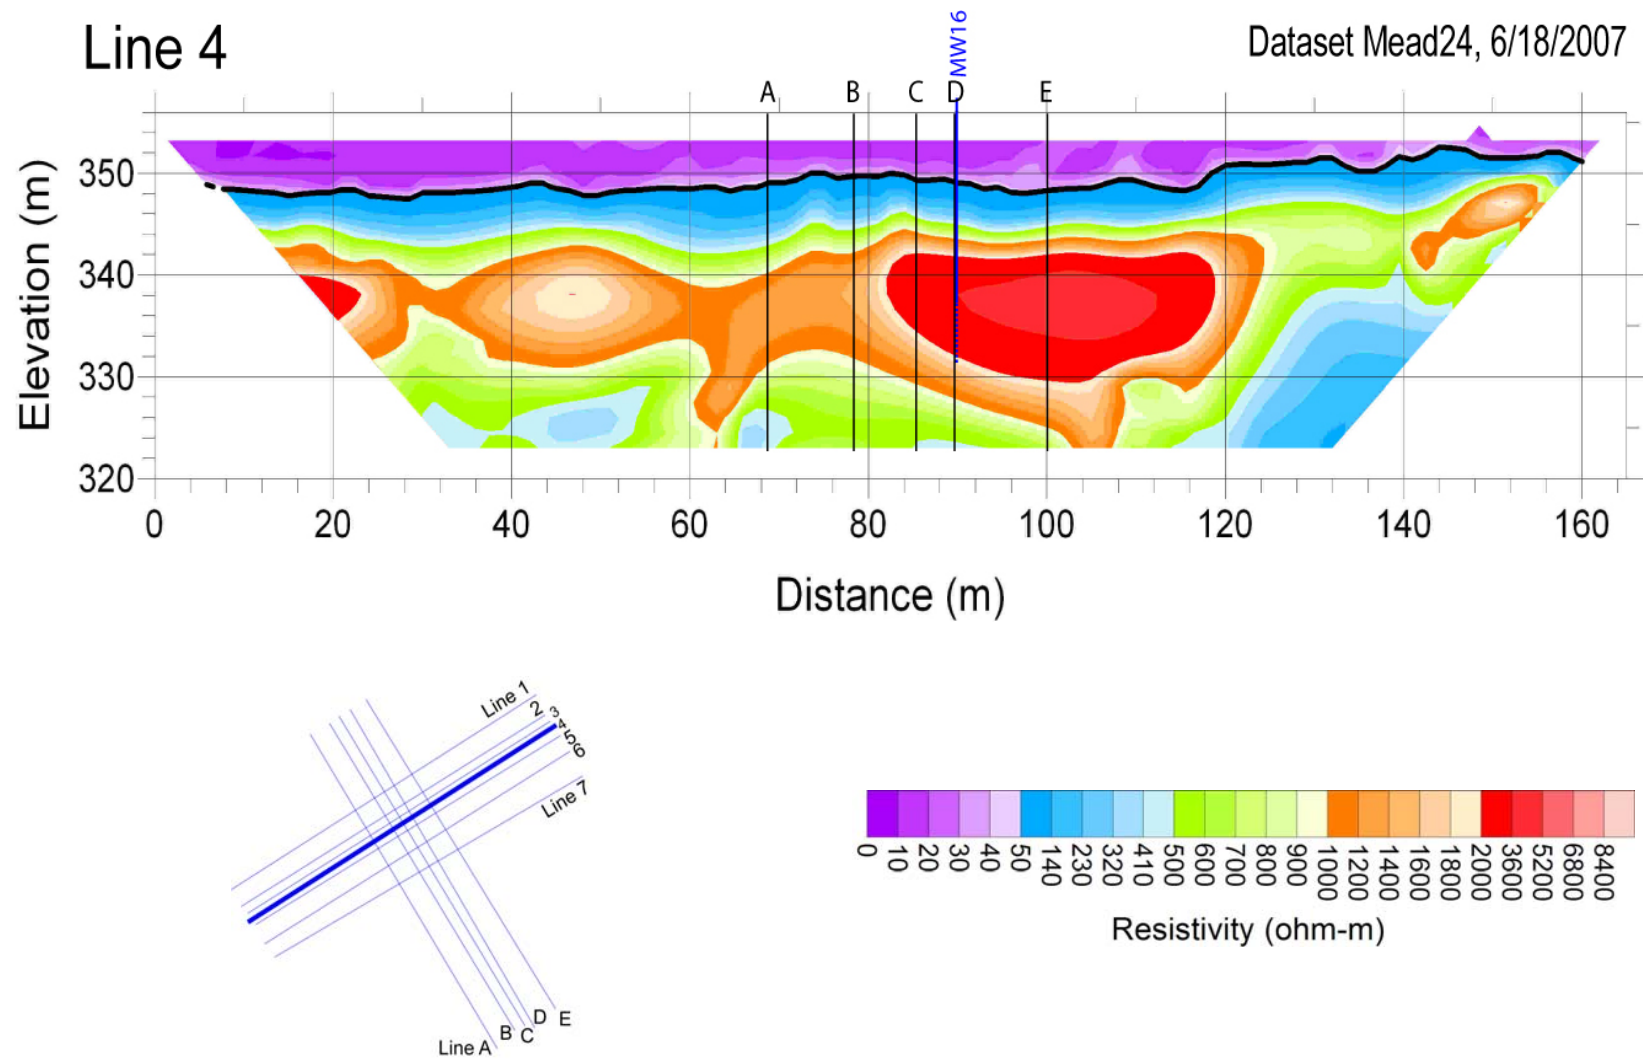 Line 4
MW16
Dataset Mead24, 6/18/2007
A B C D E
Elevation (m)
350
340
330
320
0 20 40 60 80 100 120 140 160
Distance (m)
Line 1
2
3
4
5
6
Line 7
Line A
B
C
D
E
0 10 20 30 40 50 140 230 320 410 500 600 700 800 900 1000 1200 1400 1600 1800 2000 3600 5200 6800 8400
Resistivity (ohm-m)